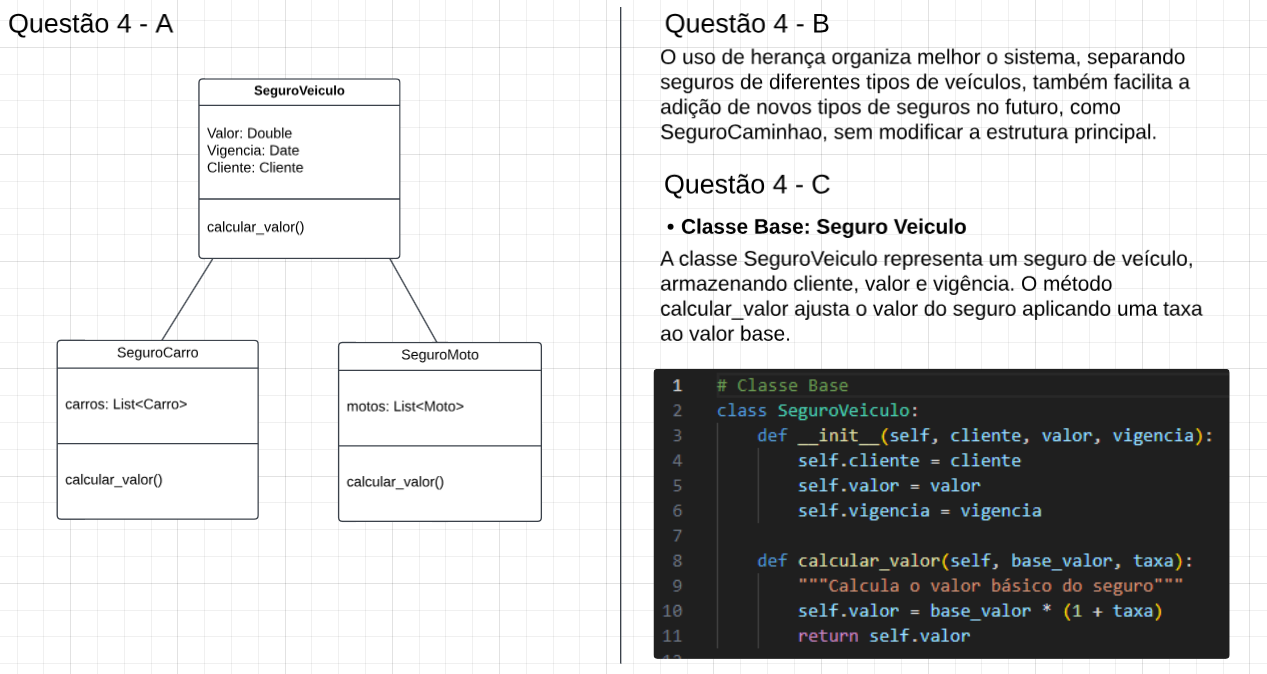 Questão 4 - A
SeguroVeiculo
Valor: Double
Vigencia: Date
Cliente: Cliente
calcular_valor()
SeguroCarro
carros: List<Carro>
calcular_valor()
SeguroMoto
motos: List<Moto>
calcular_valor()
Questão 4 - B
O uso de herança organiza melhor o sistema, separando
seguros de diferentes tipos de veículos, também facilita a
adição de novos tipos de seguros no futuro, como
SeguroCaminhao, sem modificar a estrutura principal.
Questão 4 - C
• Classe Base: Seguro Veiculo
A classe SeguroVeiculo representa um seguro de veículo,
armazenando cliente, valor e vigência. O método
calcular_valor ajusta o valor do seguro aplicando uma taxa
ao valor base.
1 # Classe Base
2 class SeguroVeiculo:
3     def __init__(self, cliente, valor, vigencia):
4         self.cliente = cliente
5         self.valor = valor
6         self.vigencia = vigencia
7
8     def calcular_valor(self, base_valor, taxa):
9         """Calcula o valor básico do seguro"""
10         self.valor = base_valor * (1 + taxa)
11         return self.valor